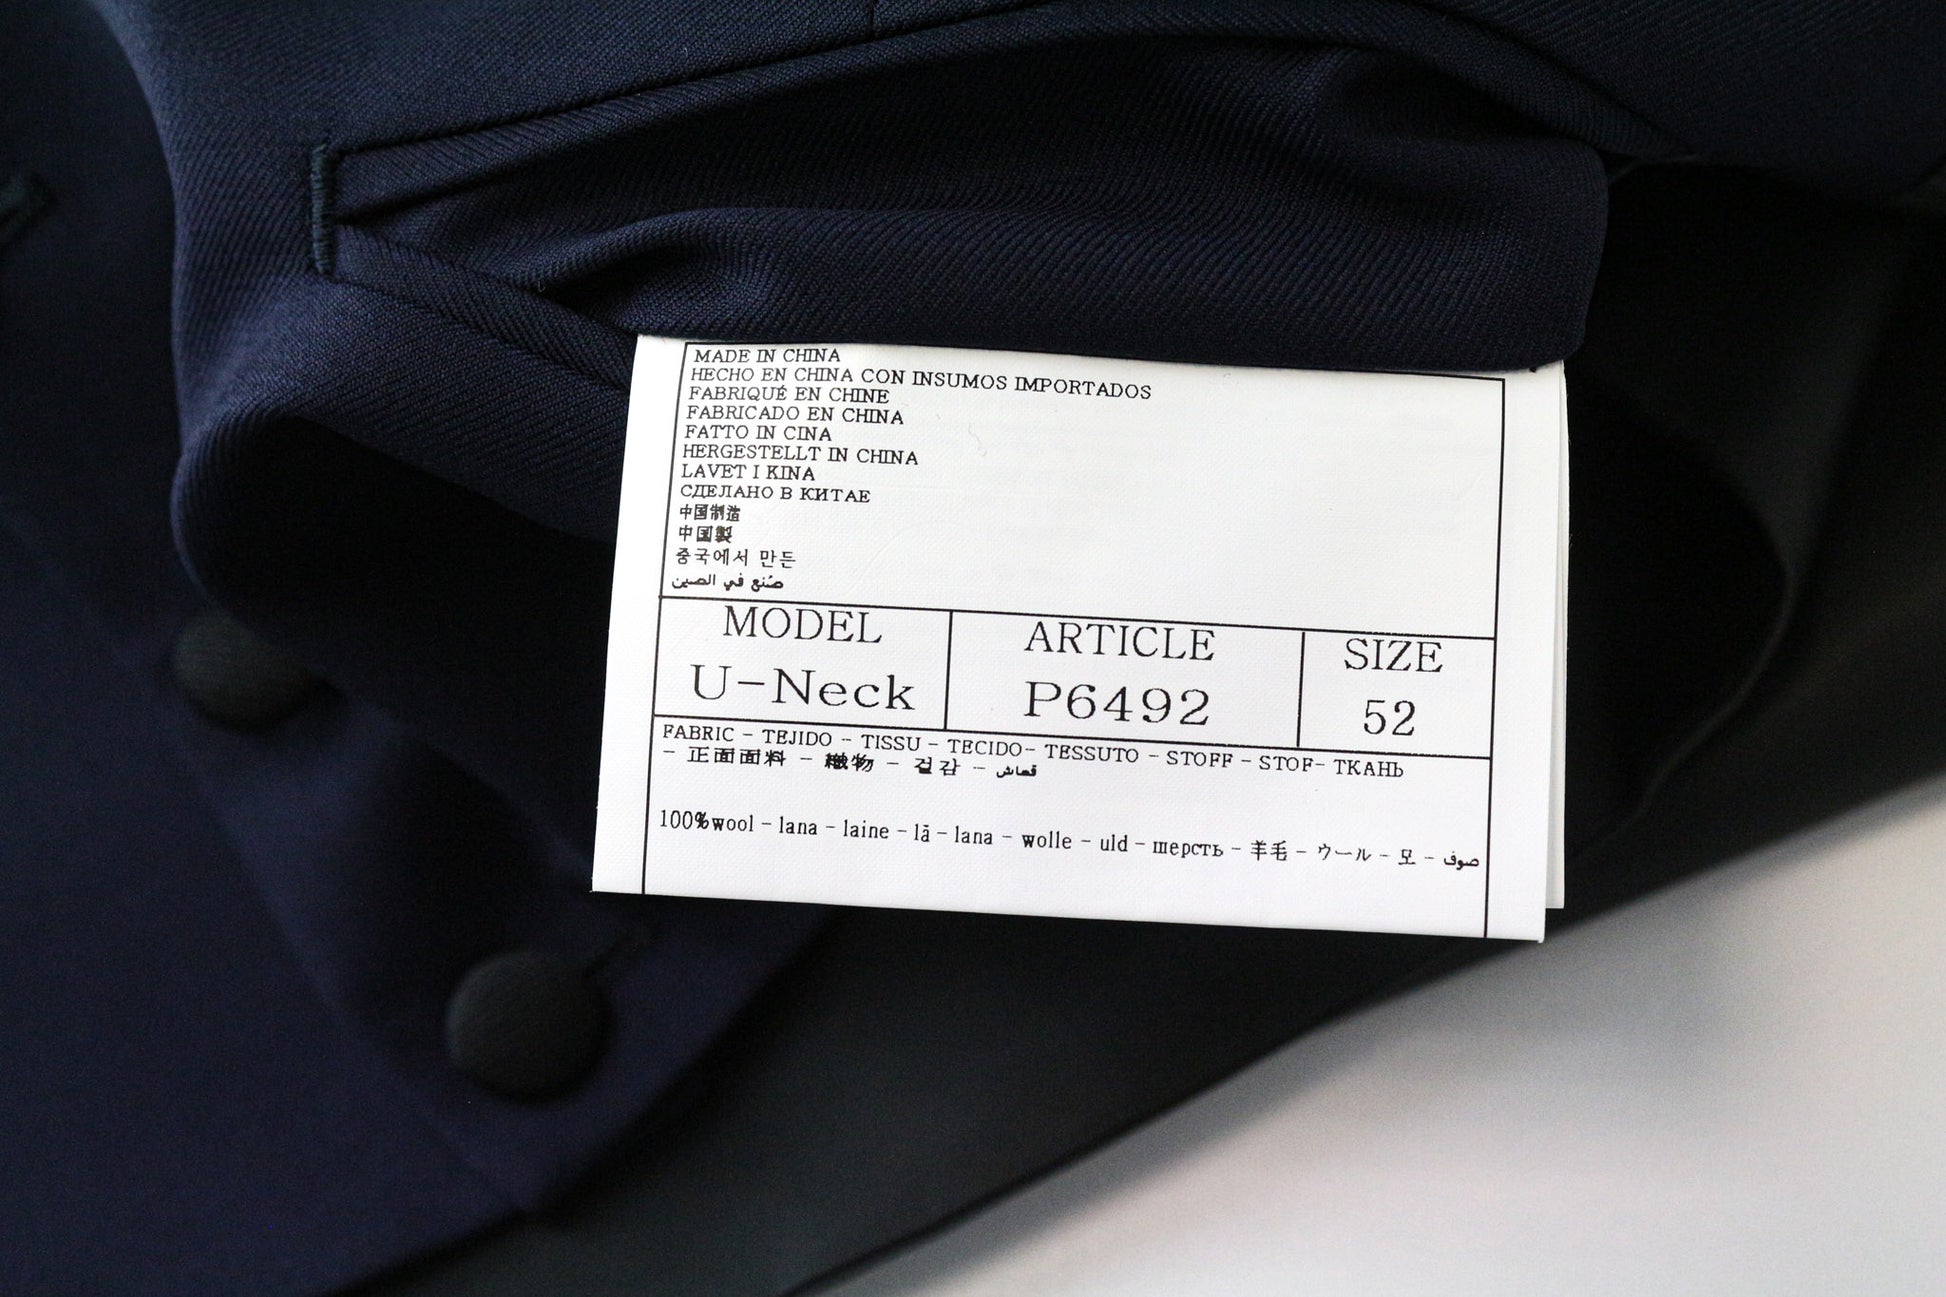 MADE IN CHINA
HECHO EN CHINA CON INSUMOS IMPORTADOS
FABRIQUÉ EN CHINE
FABRICADO EN CHINA
FATTO IN CINA
HERGESTELLT IN CHINA
LAVET I KINA
СДЕЛАНО В КИТАЕ
中国制造
中国製
중국에서 만든
صُنع في الصين
MODEL ARTICLE SIZE
U-Neck P6492 52
FABRIC - TEJIDO - TISSU - TECIDO- TESSUTO - STOFF - STOF- ТКАНЬ
- 正面面料 - 織物 - 겉감 - قماش
100%wool - lana - laine - lã - lana - wolle - uld - шерсть - 羊毛 - ウール - 모 - صوف